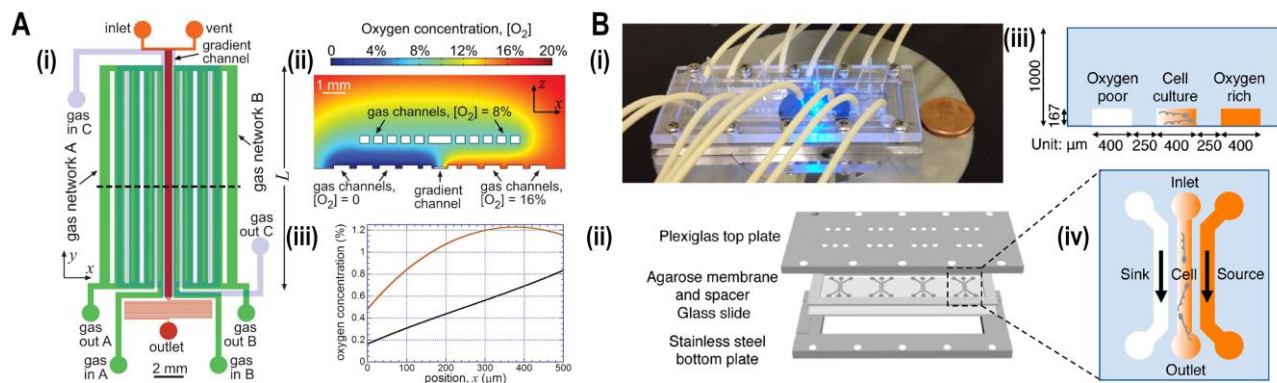 A
(i)
inlet
vent
gradient
channel
gas
in C
gas network A
gas network B
L
gas
out C
y
x
gas
out A
gas
in A
outlet
2 mm
gas
out B
gas
in B
(ii)
Oxygen concentration, [O2]
0 4% 8% 12% 16% 20%
1 mm
z
x
gas channels, [O2] = 8%
gas channels,
[O2] = 0
gradient
channel
gas channels,
[O2] = 16%
(iii)
oxygen concentration (%)
1.2
1
0.8
0.6
0.4
0.2
0
0 100 200 300 400 500
position, x (μm)
B
(i)
(ii)
Plexiglas top plate
Agarose membrane
and spacer
Glass slide
Stainless steel
bottom plate
(iii)
1000
167
Oxygen
poor
Cell
culture
Oxygen
rich
Unit: μm
400 250 400 250 400
(iv)
Inlet
Sink
Cell
Source
Outlet